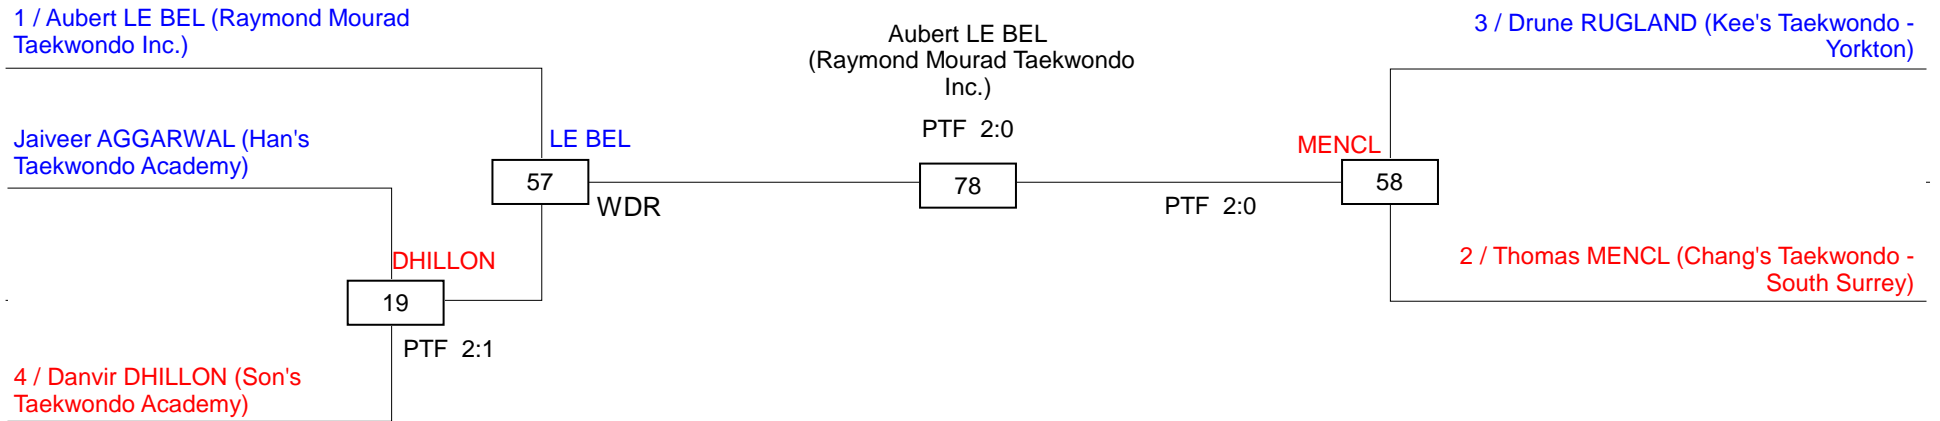 1 / Aubert LE BEL (Raymond Mourad
Taekwondo Inc.)
Aubert LE BEL
(Raymond Mourad Taekwondo
Inc.)
3 / Drune RUGLAND (Kee's Taekwondo -
Yorkton)
Jaiveer AGGARWAL (Han's
Taekwondo Academy)
LE BEL
PTF 2:0
MENCL
57
78
58
WDR
PTF 2:0
DHILLON
2 / Thomas MENCL (Chang's Taekwondo -
South Surrey)
19
PTF 2:1
4 / Danvir DHILLON (Son's
Taekwondo Academy)